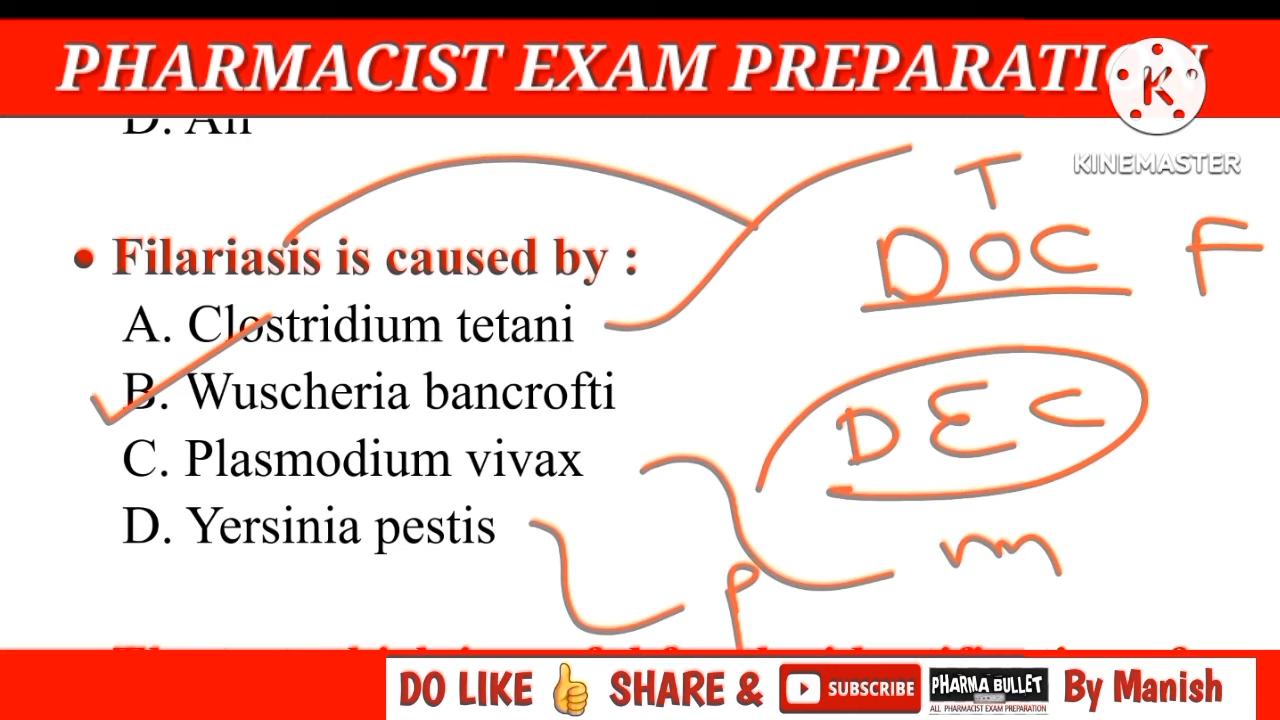 PHARMACIST EXAM PREPARATION
K
KINEMASTER
D. All
T
DOC F
• Filariasis is caused by :
A. Clostridium tetani
B. Wuscheria bancrofti
DEC
C. Plasmodium vivax
D. Yersinia pestis
m
P
DO LIKE SHARE & SUBSCRIBE PHARMA BULLET By Manish
ALL PHARMACIST EXAM PREPARATION